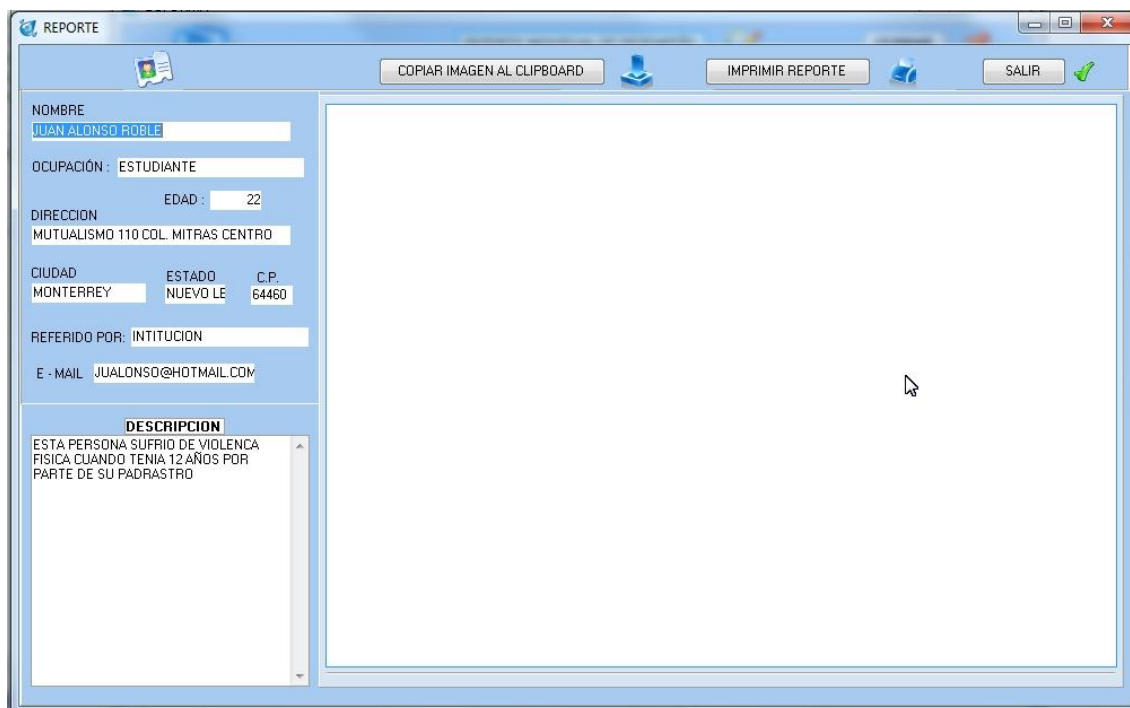 REPORTE
COPIAR IMAGEN AL CLIPBOARD
IMPRIMIR REPORTE
SALIR
NOMBRE
JUAN ALONSO ROBLE
OCUPACIÓN : ESTUDIANTE
EDAD : 22
DIRECCION
MUTUALISMO 110 COL. MITRAS CENTRO
CIUDAD ESTADO C.P.
MONTERREY NUEVO LE 64460
REFERIDO POR: INTITUCION
E - MAIL JUALONSO@HOTMAIL.COM
DESCRIPCION
ESTA PERSONA SUFRIO DE VIOLENCA
FISICA CUANDO TENIA 12 AÑOS POR
PARTE DE SU PADRASTRO